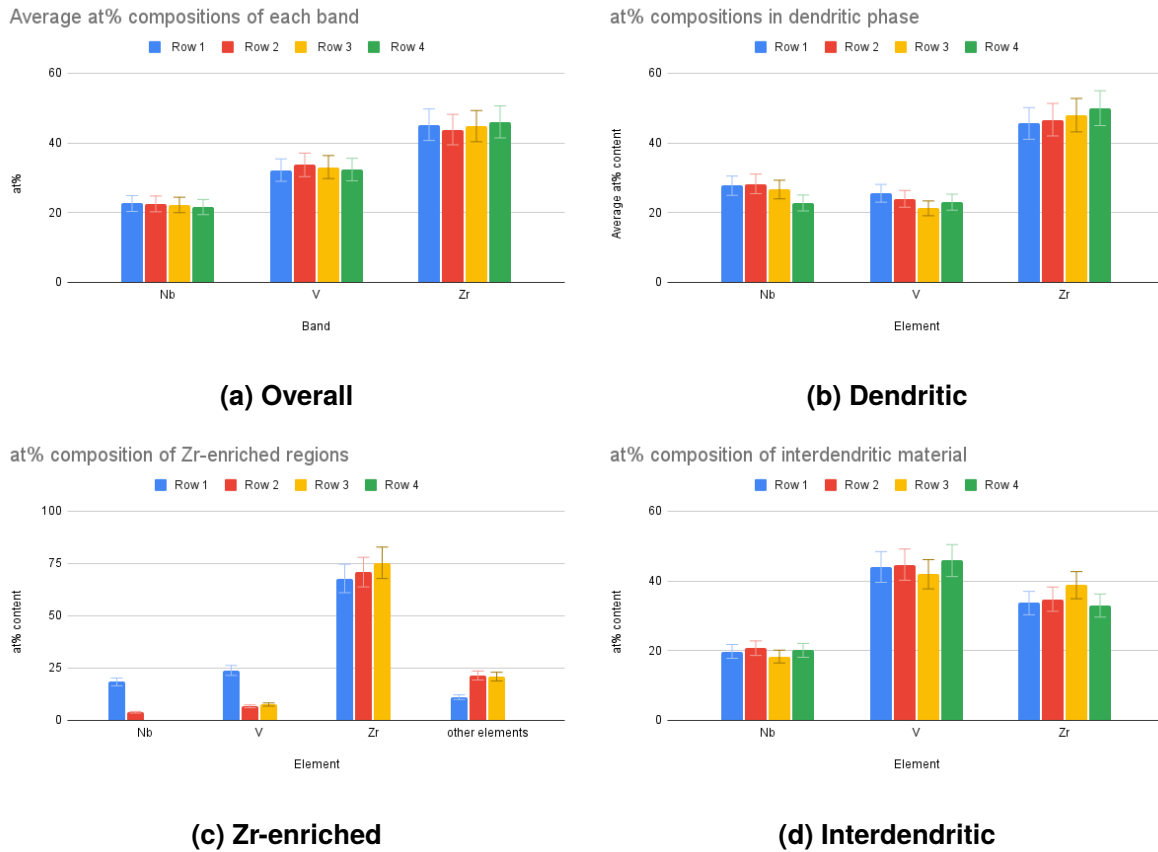 Average at% compositions of each band
Row 1 Row 2 Row 3 Row 4
60
40
20
0
at%
Nb V Zr
Band
(a) Overall
at% compositions in dendritic phase
Row 1 Row 2 Row 3 Row 4
60
40
20
0
Average at% content
Nb V Zr
Element
(b) Dendritic
at% composition of Zr-enriched regions
Row 1 Row 2 Row 3 Row 4
100
75
50
25
0
at% content
Nb V Zr other elements
Element
(c) Zr-enriched
at% composition of interdendritic material
Row 1 Row 2 Row 3 Row 4
60
40
20
0
at% content
Nb V Zr
Element
(d) Interdendritic